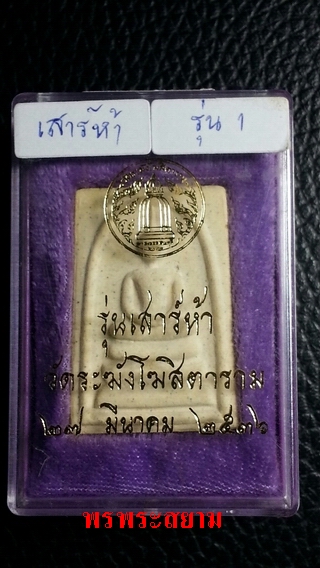 เสาร์ห้า รุ่น 1
รุ่นเสาร์ห้า
วัดระฆังโฆสิตาราม
๒๗ มีนาคม ๒๕๓๖
พรพระสยาม